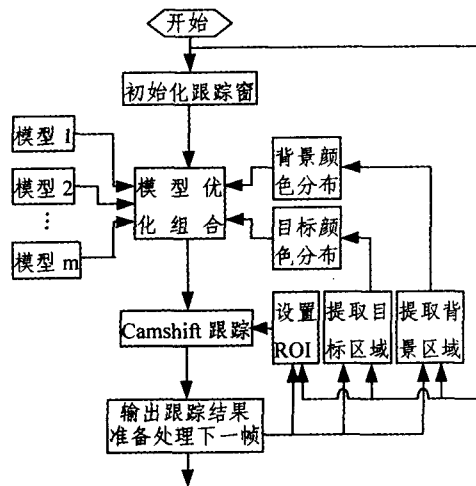 开始
初始化跟踪窗
模型 1
模型 2
⋮
模型 m
模型优
化组合
背景颜
色分布
目标颜
色分布
Camshift 跟踪
设置
ROI
提取目
标区域
提取背
景区域
输出跟踪结果
准备处理下一帧